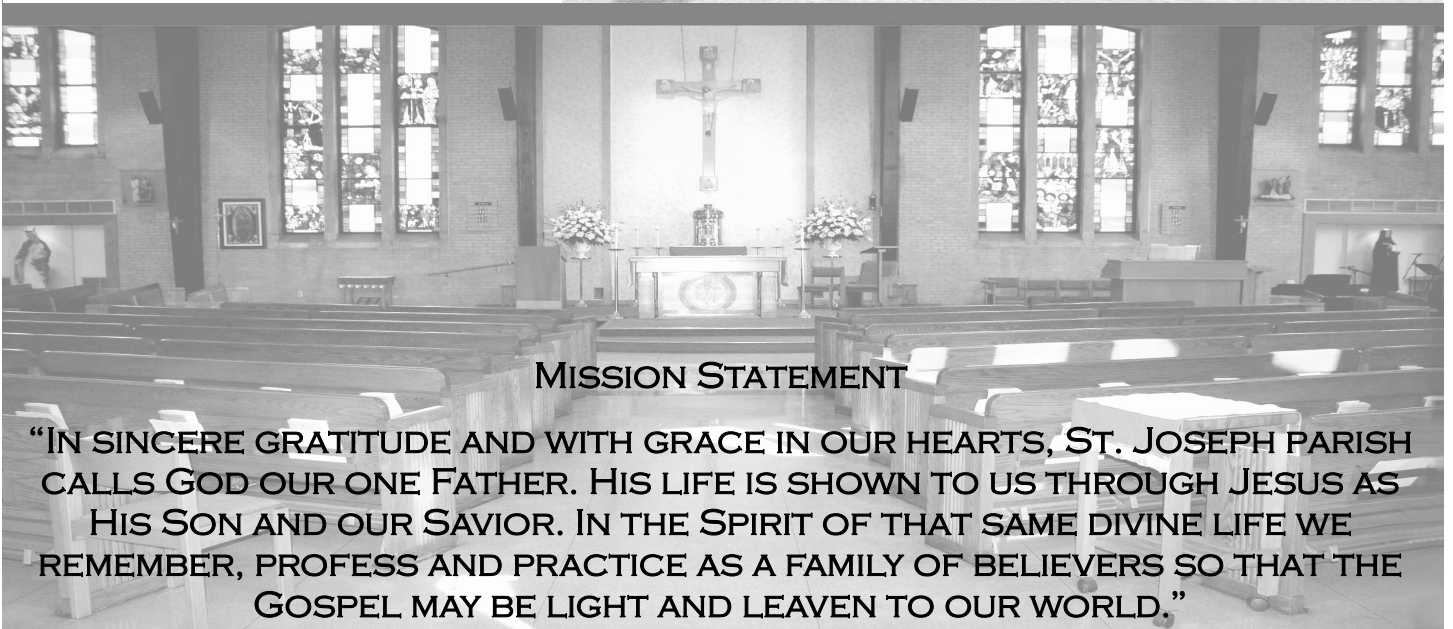 Mission Statement
“In sincere gratitude and with grace in our hearts, St. Joseph parish
calls God our one Father. His life is shown to us through Jesus as
His Son and our Savior. In the Spirit of that same divine life we
remember, profess and practice as a family of believers so that the
Gospel may be light and leaven to our world.”